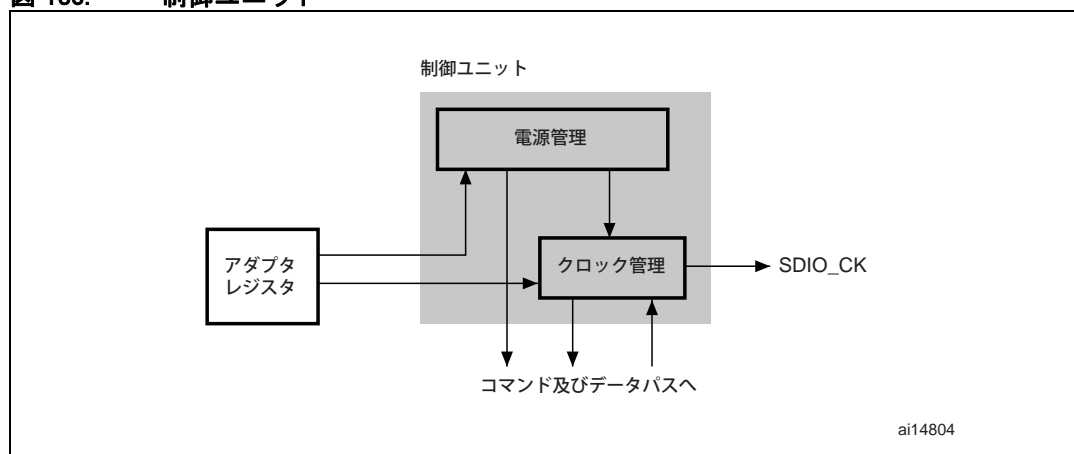 制御ユニット
電源管理
アダプタ
レジスタ
クロック管理
SDIO_CK
コマンド及びデータパスへ
ai14804